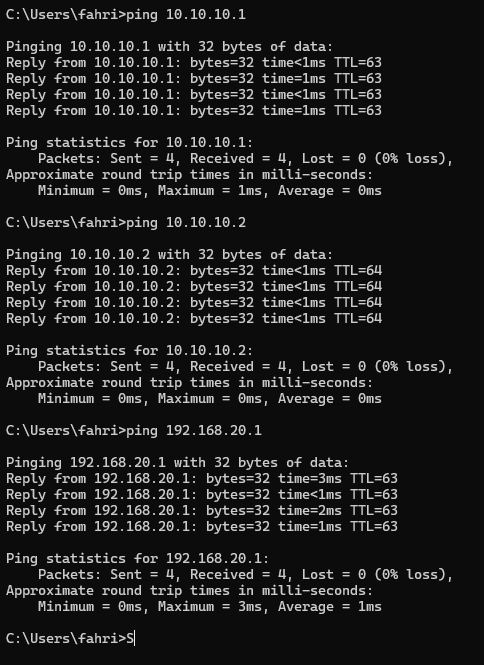 C:\Users\fahri>ping 10.10.10.1
Pinging 10.10.10.1 with 32 bytes of data:
Reply from 10.10.10.1: bytes=32 time<1ms TTL=63
Reply from 10.10.10.1: bytes=32 time=1ms TTL=63
Reply from 10.10.10.1: bytes=32 time<1ms TTL=63
Reply from 10.10.10.1: bytes=32 time=1ms TTL=63
Ping statistics for 10.10.10.1:
    Packets: Sent = 4, Received = 4, Lost = 0 (0% loss),
Approximate round trip times in milli-seconds:
    Minimum = 0ms, Maximum = 1ms, Average = 0ms
C:\Users\fahri>ping 10.10.10.2
Pinging 10.10.10.2 with 32 bytes of data:
Reply from 10.10.10.2: bytes=32 time<1ms TTL=64
Reply from 10.10.10.2: bytes=32 time<1ms TTL=64
Reply from 10.10.10.2: bytes=32 time<1ms TTL=64
Reply from 10.10.10.2: bytes=32 time<1ms TTL=64
Ping statistics for 10.10.10.2:
    Packets: Sent = 4, Received = 4, Lost = 0 (0% loss),
Approximate round trip times in milli-seconds:
    Minimum = 0ms, Maximum = 0ms, Average = 0ms
C:\Users\fahri>ping 192.168.20.1
Pinging 192.168.20.1 with 32 bytes of data:
Reply from 192.168.20.1: bytes=32 time=3ms TTL=63
Reply from 192.168.20.1: bytes=32 time<1ms TTL=63
Reply from 192.168.20.1: bytes=32 time=2ms TTL=63
Reply from 192.168.20.1: bytes=32 time=1ms TTL=63
Ping statistics for 192.168.20.1:
    Packets: Sent = 4, Received = 4, Lost = 0 (0% loss),
Approximate round trip times in milli-seconds:
    Minimum = 0ms, Maximum = 3ms, Average = 1ms
C:\Users\fahri>S